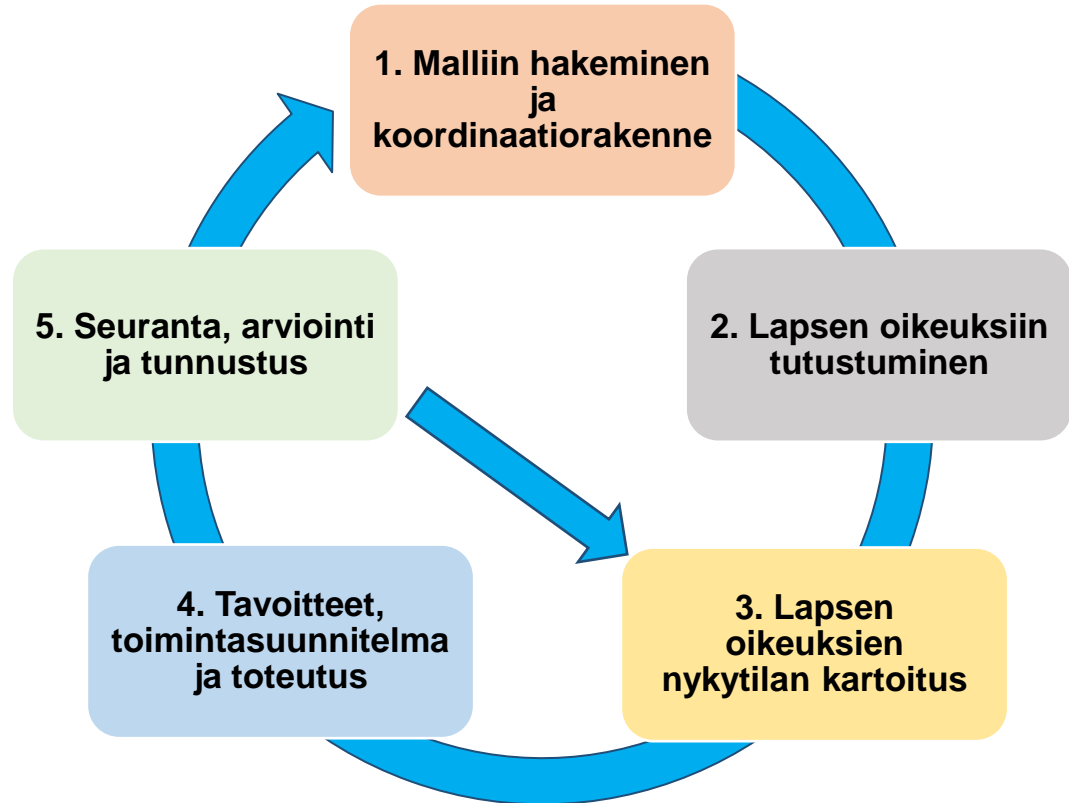 1. Malliin hakeminen
ja
koordinaatiorakenne
2. Lapsen oikeuksiin
tutustuminen
3. Lapsen
oikeuksien
nykytilan kartoitus
4. Tavoitteet,
toimintasuunnitelma
ja toteutus
5. Seuranta, arviointi
ja tunnustus